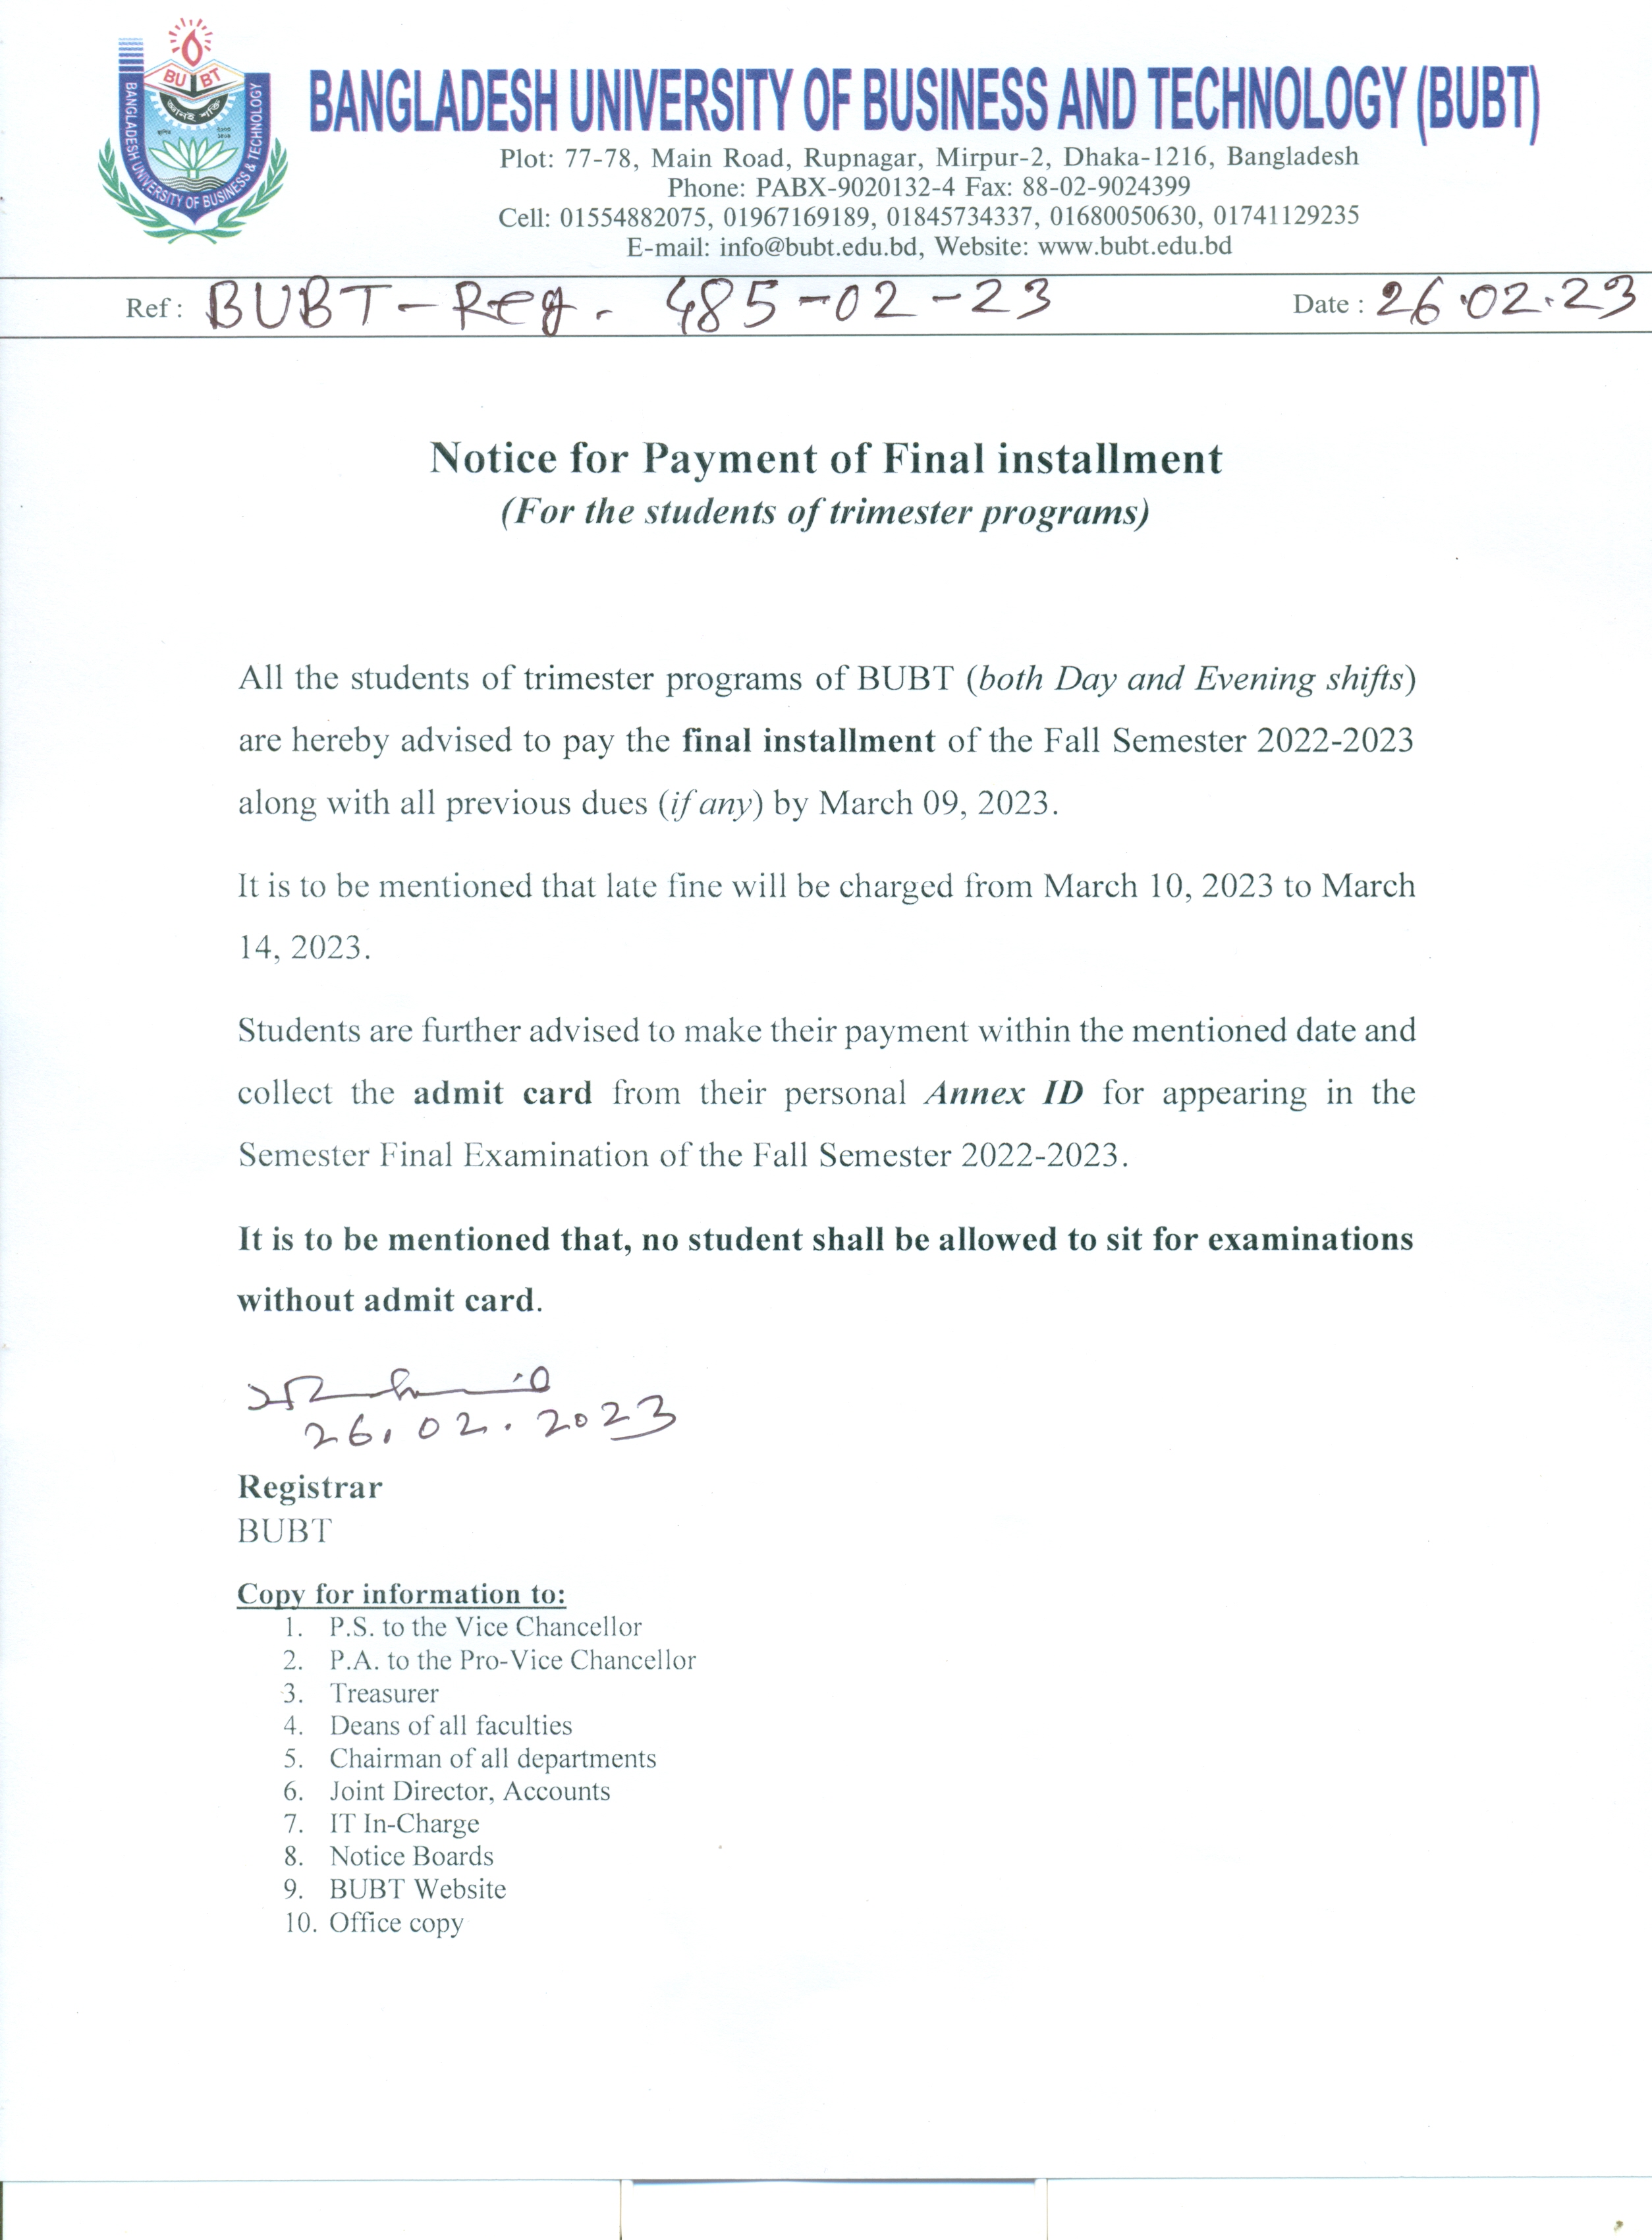 BU BT
BANGLADESH UNIVERSITY OF BUSINESS & TECHNOLOGY
BANGLADESH UNIVERSITY OF BUSINESS AND TECHNOLOGY (BUBT)
Plot: 77-78, Main Road, Rupnagar, Mirpur-2, Dhaka-1216, Bangladesh
Phone: PABX-9020132-4 Fax: 88-02-9024399
Cell: 01554882075, 01967169189, 01845734337, 01680050630, 01741129235
E-mail: info@bubt.edu.bd, Website: www.bubt.edu.bd
Ref : BUBT-Reg. 485-02-23 Date : 26.02.23
Notice for Payment of Final installment
(For the students of trimester programs)
All the students of trimester programs of BUBT (both Day and Evening shifts)
are hereby advised to pay the final installment of the Fall Semester 2022-2023
along with all previous dues (if any) by March 09, 2023.
It is to be mentioned that late fine will be charged from March 10, 2023 to March
14, 2023.
Students are further advised to make their payment within the mentioned date and
collect the admit card from their personal Annex ID for appearing in the
Semester Final Examination of the Fall Semester 2022-2023.
It is to be mentioned that, no student shall be allowed to sit for examinations
without admit card.
26.02.2023
Registrar
BUBT
Copy for information to:
1. P.S. to the Vice Chancellor
2. P.A. to the Pro-Vice Chancellor
3. Treasurer
4. Deans of all faculties
5. Chairman of all departments
6. Joint Director, Accounts
7. IT In-Charge
8. Notice Boards
9. BUBT Website
10. Office copy